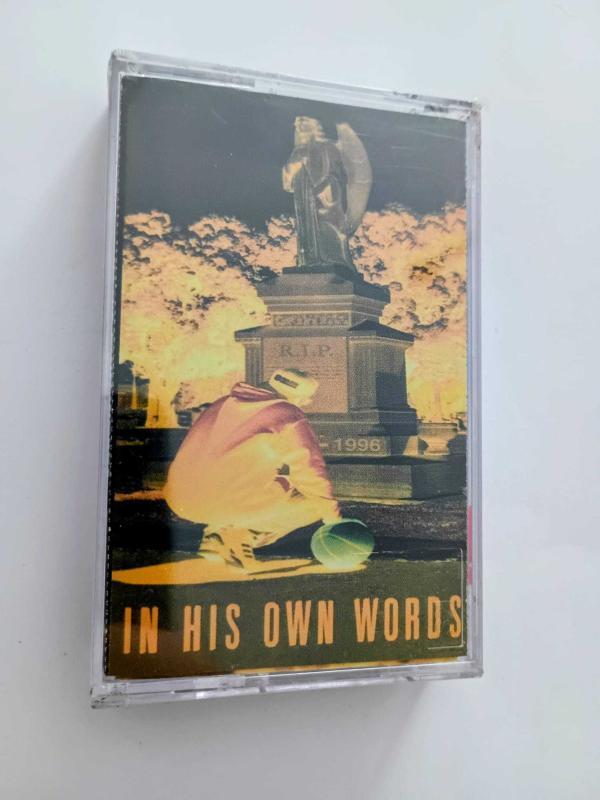 R.I.P.
– 1996
IN HIS OWN WORDS